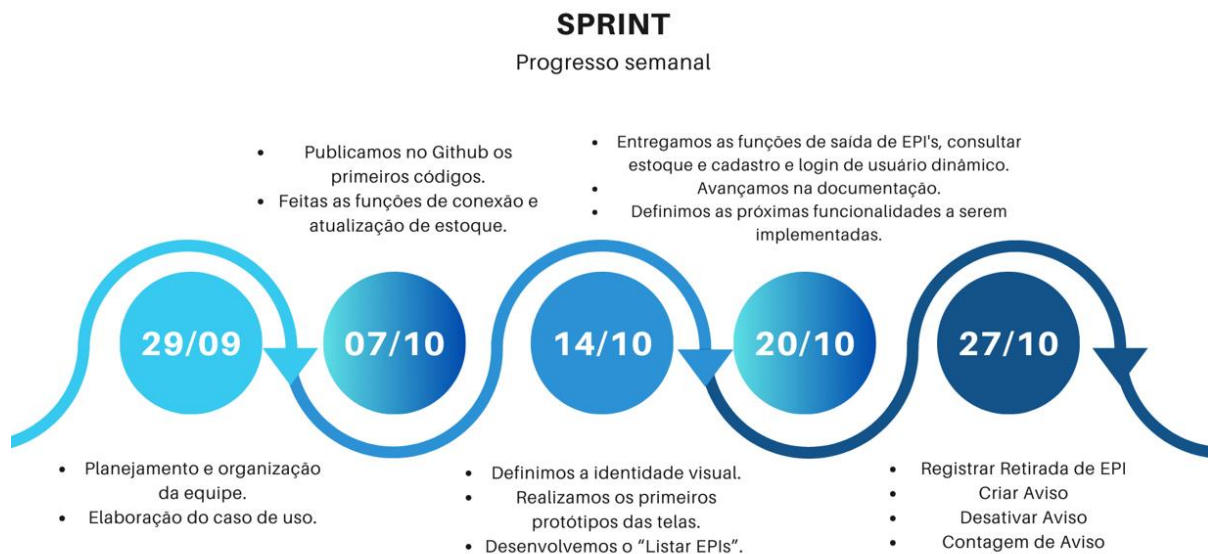 SPRINT
Progresso semanal
• Publicamos no Github os
primeiros códigos.
• Feitas as funções de conexão e
atualização de estoque.
• Entregamos as funções de saída de EPI's, consultar
estoque e cadastro e login de usuário dinâmico.
• Avançamos na documentação.
• Definimos as próximas funcionalidades a serem
implementadas.
29/09
07/10
14/10
20/10
27/10
• Planejamento e organização
da equipe.
• Elaboração do caso de uso.
• Definimos a identidade visual.
• Realizamos os primeiros
protótipos das telas.
• Desenvolvemos o “Listar EPIs”.
• Registrar Retirada de EPI
• Criar Aviso
• Desativar Aviso
• Contagem de Aviso